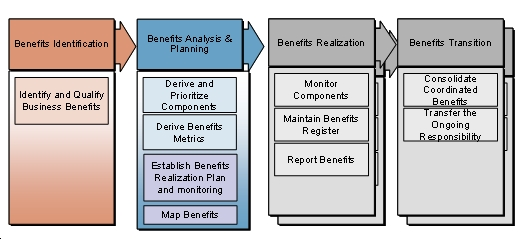 Benefits Identification
Identify and Qualify
Business Benefits
Benefits Analysis &
Planning
Derive and
Prioritize
Components
Derive Benefits
Metrics
Establish Benefits
Realization Plan
and monitoring
Map Benefits
Benefits Realization
Monitor
Components
Maintain Benefits
Register
Report Benefits
Benefits Transition
Consolidate
Coordinated
Benefits
Transfer the
Ongoing
Responsibility